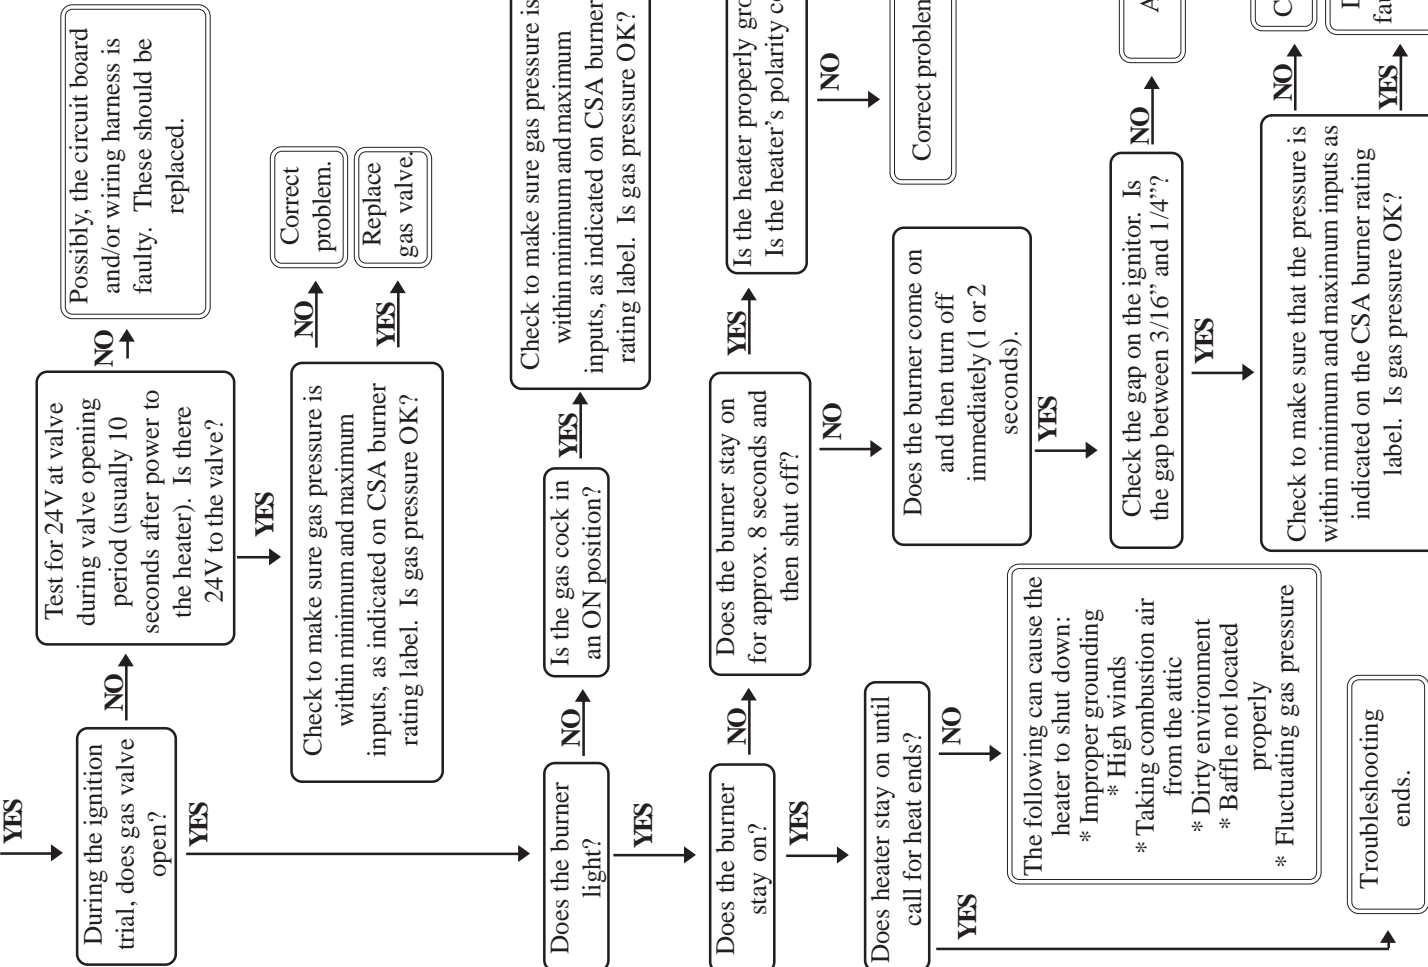 YES
During the ignition
trial, does gas valve
open?
NO
Test for 24V at valve
during valve opening
period (usually 10
seconds after power to
the heater). Is there
24V to the valve?
NO
Possibly, the circuit board
and/or wiring harness is
faulty. These should be
replaced.
YES
Check to make sure gas pressure is
within minimum and maximum
inputs, as indicated on CSA burner
rating label. Is gas pressure OK?
NO
Correct
problem.
YES
Replace
gas valve.
YES
Does the burner
light?
NO
Is the gas cock in
an ON position?
YES
Check to make sure gas pressure is
within minimum and maximum
inputs, as indicated on CSA burner
rating label. Is gas pressure OK?
YES
Does the burner
stay on?
NO
Does the burner stay on
for approx. 8 seconds and
then shut off?
YES
Is the heater properly
Is the heater's polarity
NO
Correct problem
NO
Does the burner come on
and then turn off
immediately (1 or 2
seconds).
YES
Check the gap on the ignitor. Is
the gap between 3/16" and 1/4"?
NO
A
YES
Check to make sure that the pressure is
within minimum and maximum inputs as
indicated on the CSA burner rating
label. Is gas pressure OK?
NO
C
YES
YES
Does heater stay on until
call for heat ends?
NO
The following can cause the
heater to shut down:
* Improper grounding
* High winds
* Taking combustion air
from the attic
* Dirty environment
* Baffle not located
properly
* Fluctuating gas pressure
YES
Troubleshooting
ends.